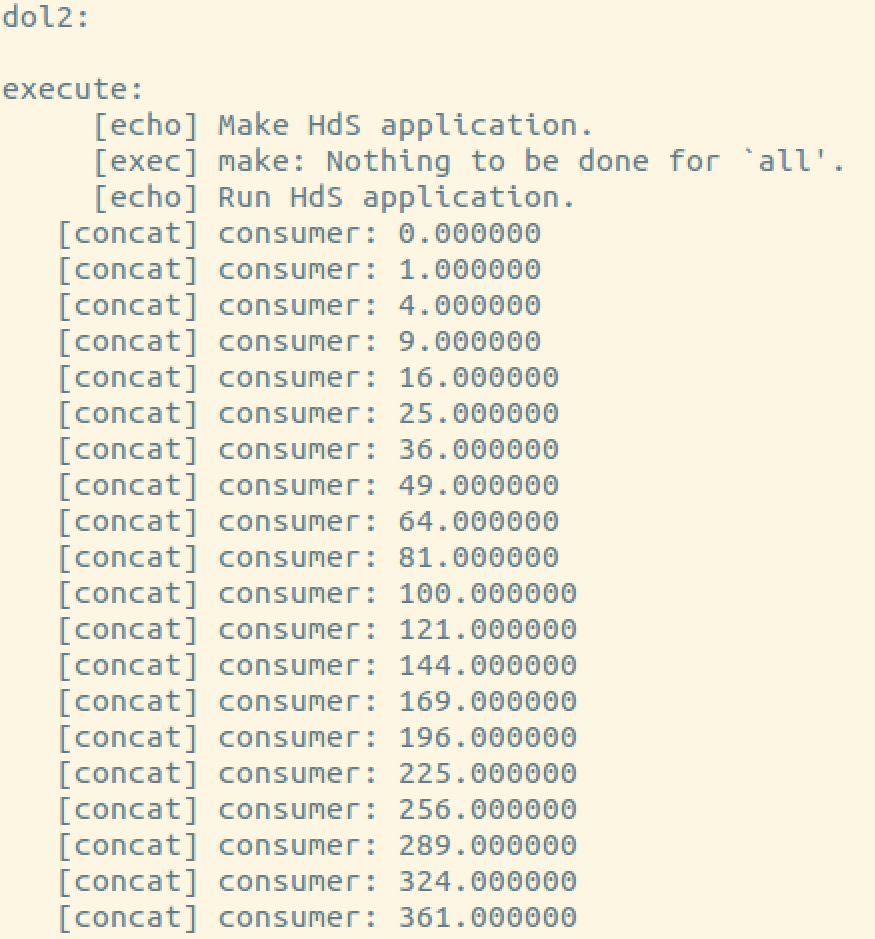 dol2:
execute:
[echo] Make HdS application.
[exec] make: Nothing to be done for `all'.
[echo] Run HdS application.
[concat] consumer: 0.000000
[concat] consumer: 1.000000
[concat] consumer: 4.000000
[concat] consumer: 9.000000
[concat] consumer: 16.000000
[concat] consumer: 25.000000
[concat] consumer: 36.000000
[concat] consumer: 49.000000
[concat] consumer: 64.000000
[concat] consumer: 81.000000
[concat] consumer: 100.000000
[concat] consumer: 121.000000
[concat] consumer: 144.000000
[concat] consumer: 169.000000
[concat] consumer: 196.000000
[concat] consumer: 225.000000
[concat] consumer: 256.000000
[concat] consumer: 289.000000
[concat] consumer: 324.000000
[concat] consumer: 361.000000